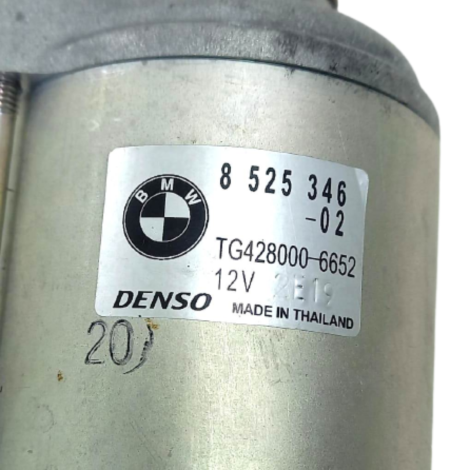 BMW
8 525 346
-02
TG428000-6652
12V 2E19
DENSO
MADE IN THAILAND
20)